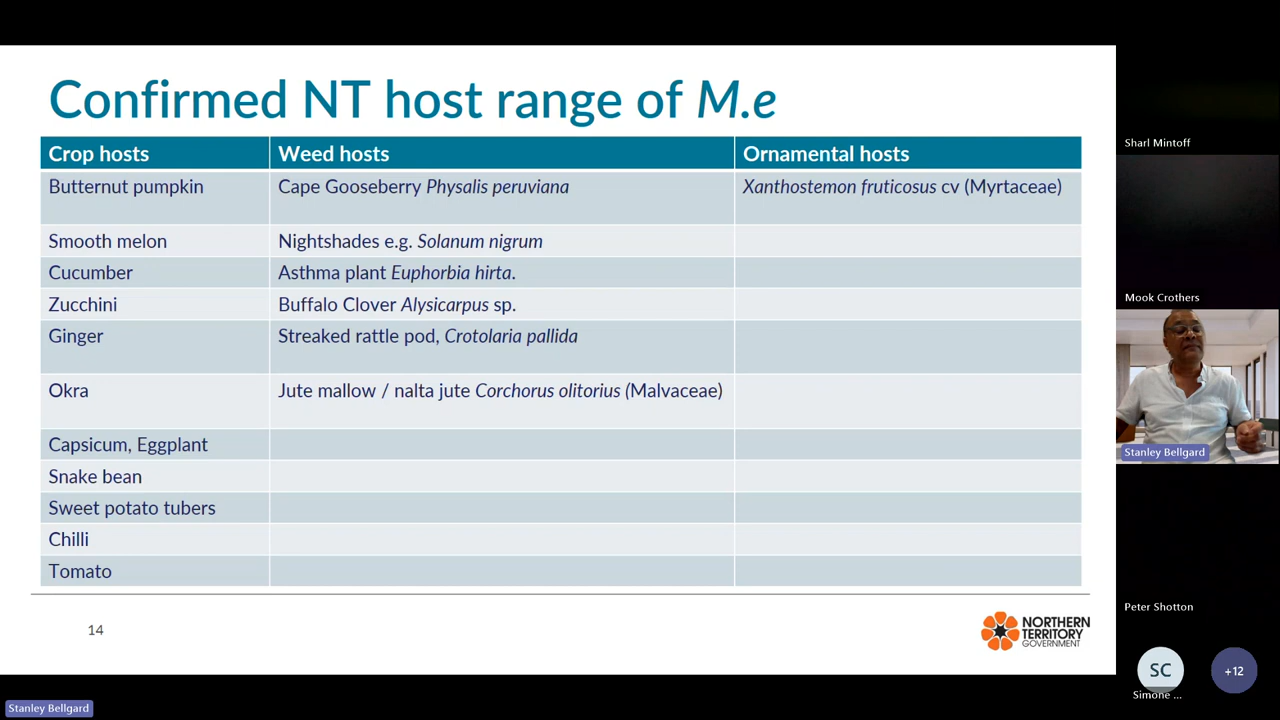 Confirmed NT host range of M.e
Crop hosts Weed hosts Ornamental hosts
Butternut pumpkin Cape Gooseberry Physalis peruviana Xanthostemon fruticosus cv (Myrtaceae)
Smooth melon Nightshades e.g. Solanum nigrum
Cucumber Asthma plant Euphorbia hirta.
Zucchini Buffalo Clover Alysicarpus sp.
Ginger Streaked rattle pod, Crotolaria pallida
Okra Jute mallow / nalta jute Corchorus olitorius (Malvaceae)
Capsicum, Eggplant
Snake bean
Sweet potato tubers
Chilli
Tomato
14
NORTHERN
TERRITORY
GOVERNMENT
Sharl Mintoff
Mook Crothers
Stanley Bellgard
Peter Shotton
SC
+12
Simone ...
Stanley Bellgard